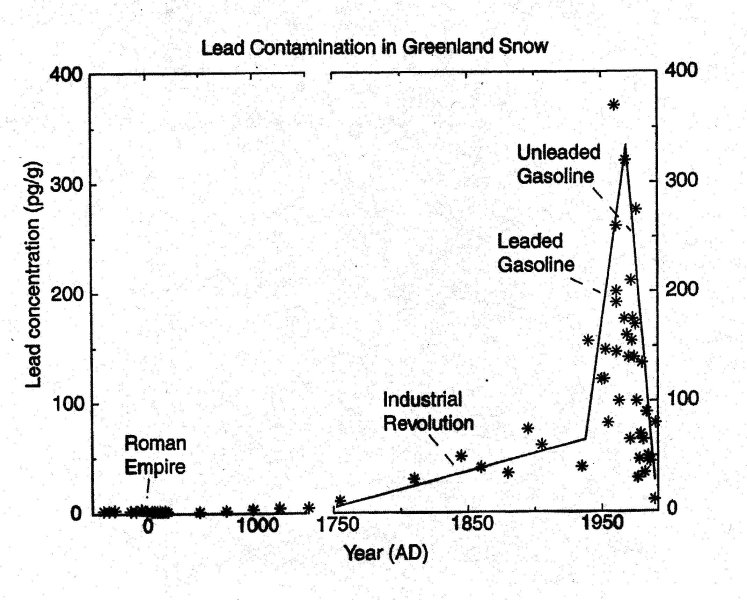 Lead Contamination in Greenland Snow
400
300
200
100
0
Lead concentration (pg/g)
400
300
200
100
0
Unleaded
Gasoline
Leaded
Gasoline
Industrial
Revolution
Roman
Empire
0
1000
1750
1850
1950
Year (AD)